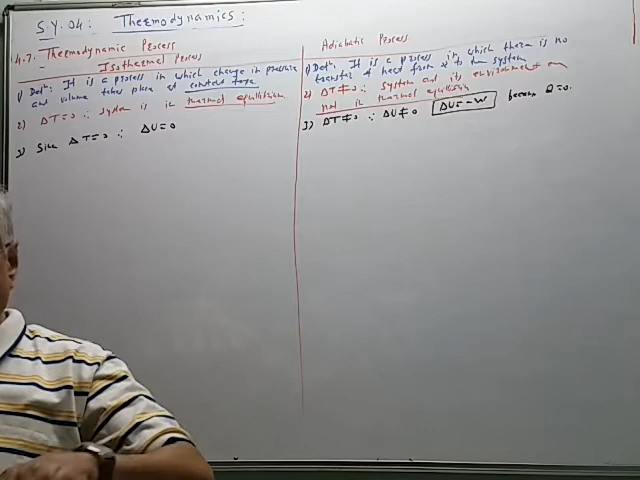 S.Y. 04: Thermodynamics:
4.7. Thermodynamic Process
Isothermal Process
1) Defn: It is a process in which change in pressure
and volume takes place at constant temp
2) ΔT=0 ∴ System is in thermal equilibrium
3) Since ΔT=0 ∴ ΔU=0
Adiabatic Process
1) Defn: It is a process in which there is no
transfer of heat from or to the system
2) ΔT≠0 ∴ System and its environment are
not in thermal equilibrium
3) ΔT≠0 ∴ ΔU≠0 ΔU=-W because Q=0.